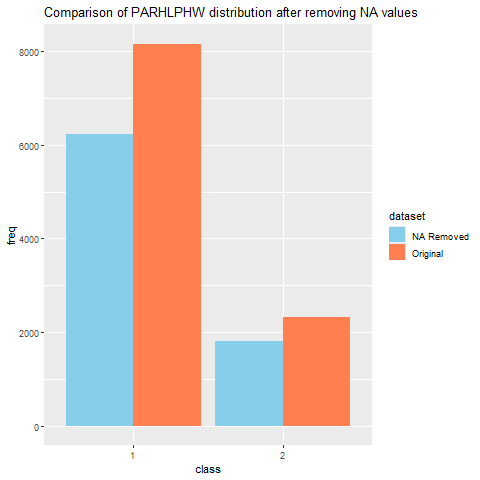 Comparison of PARHLPHW distribution after removing NA values
8000
6000
4000
2000
0
freq
1
2
class
dataset
NA Removed
Original